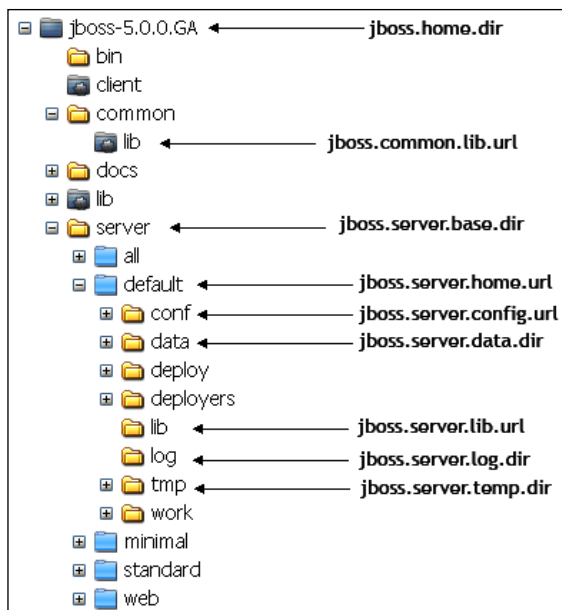 jboss-5.0.0.GA jboss.home.dir
bin
client
common
lib jboss.common.lib.url
docs
lib
server jboss.server.base.dir
all
default jboss.server.home.url
conf jboss.server.config.url
data jboss.server.data.dir
deploy
deployers
lib jboss.server.lib.url
log jboss.server.log.dir
tmp jboss.server.temp.dir
work
minimal
standard
web